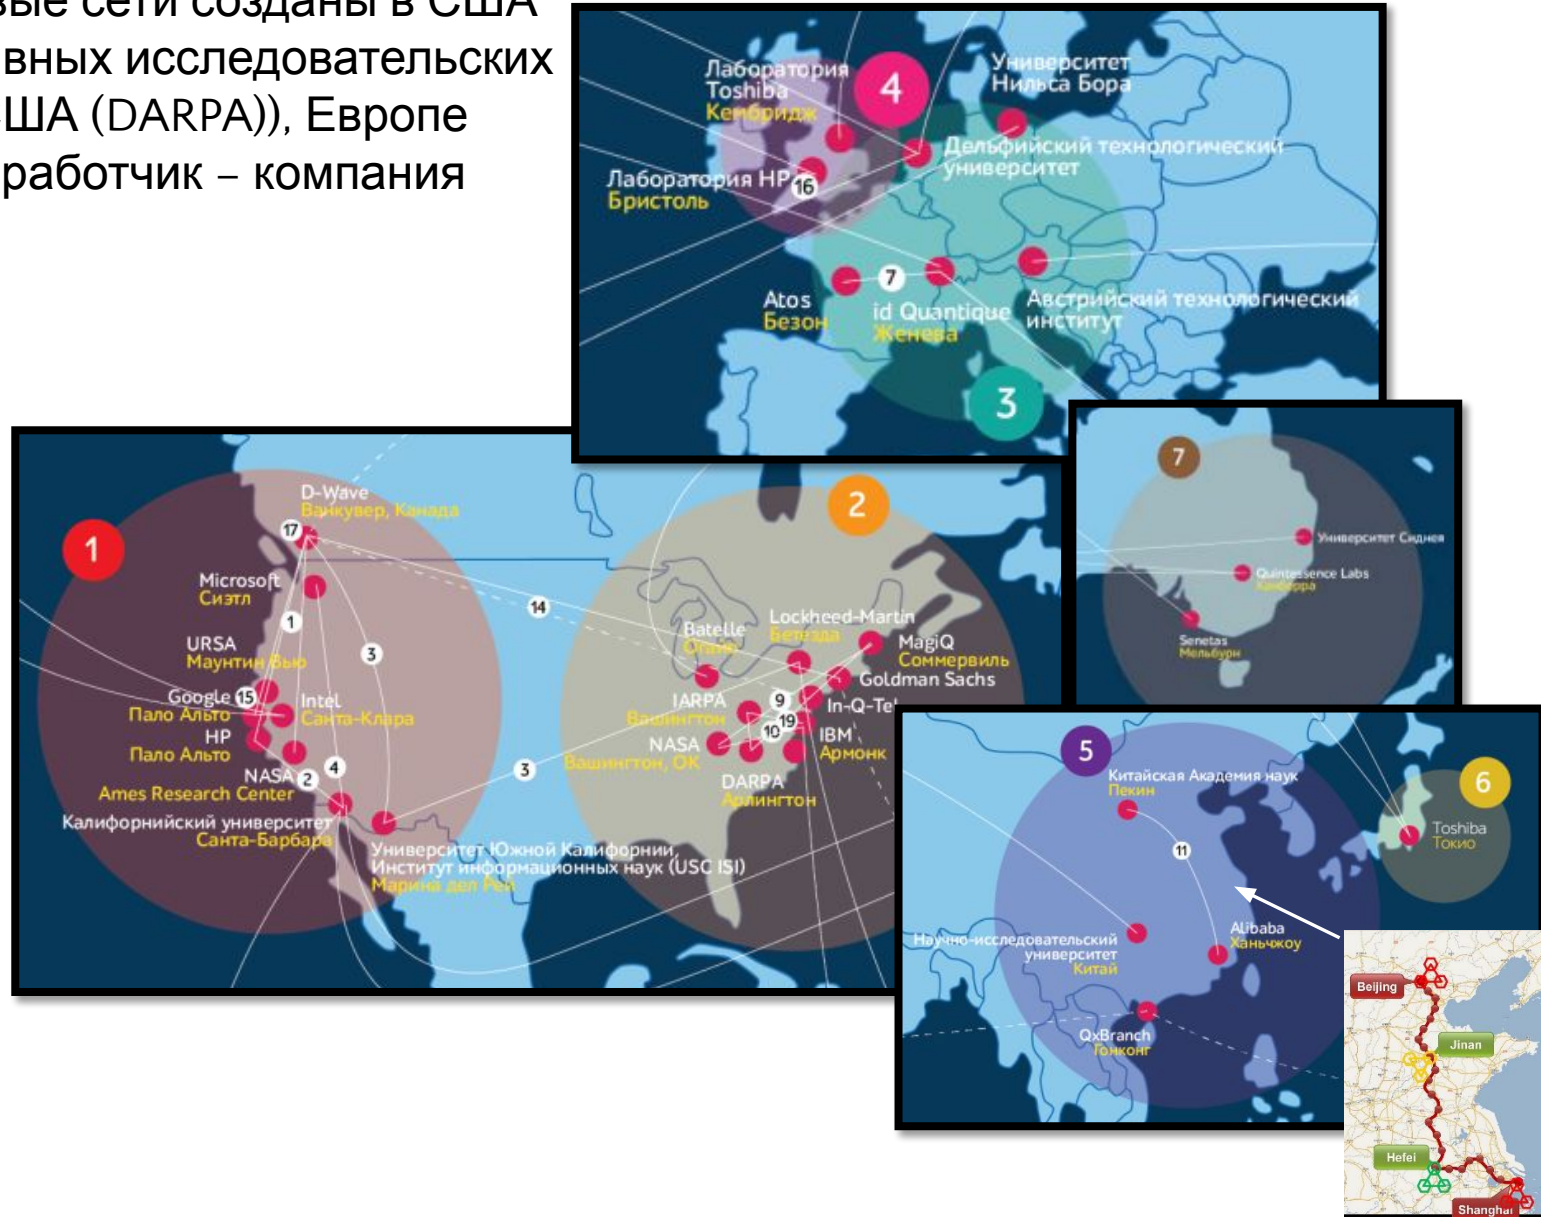 вые сети созданы в США
вных исследовательских
ША (DARPA)), Европе
работчик – компания
Лаборатория
Toshiba
Кембридж
4
Университет
Нильса Бора
Дельфийский технологический
университет
Лаборатория HP
Бристоль
16
7
Atos
Безон
id Quantique
Женева
Австрийский технологический
институт
3
1
D-Wave
Ванкувер, Канада
17
Microsoft
Сиэтл
1
3
URSA
Маунтин Вью
Google
15
Пало Альто
Intel
Санта-Клара
HP
Пало Альто
NASA
2
4
Ames Research Center
Калифорнийский университет
Санта-Барбара
Университет Южной Калифорнии,
Институт информационных наук (USC ISI)
Марина дел Рей
14
3
2
Batelle
Огайо
Lockheed-Martin
Бетезда
MagiQ
Соммервиль
Goldman Sachs
IARPA
Вашингтон
9
In-Q-Tel
19
10
NASA
Вашингтон, ОК
IBM
Армонк
DARPA
Арлингтон
7
Университет Сиднея
Quintessence Labs
Канберра
Senetas
Мельбурн
5
Китайская Академия наук
Пекин
11
Научно-исследовательский
университет
Китай
Alibaba
Ханьчжоу
QxBranch
Гонконг
6
Toshiba
Токио
Beijing
Jinan
Hefei
Shanghai